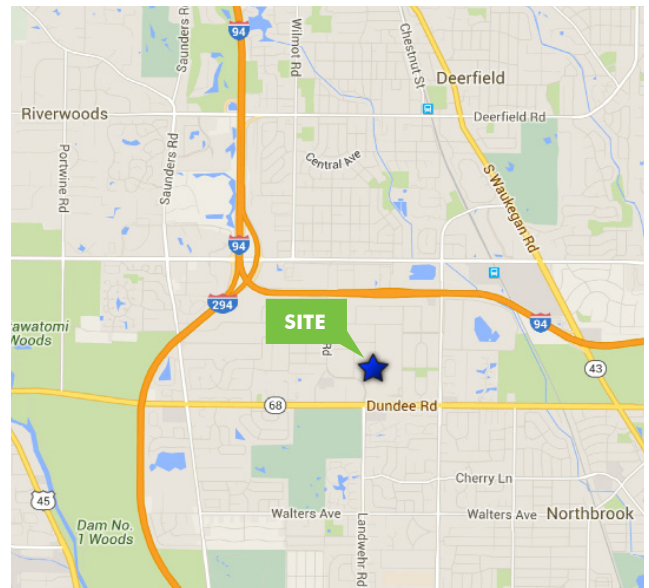 94
Saunders Rd
Wilmot Rd
Chestnut St
Deerfield
Riverwoods
Deerfield Rd
Portwine Rd
Saunders Rd
Central Ave
S Waukegan Rd
94
294
SITE
94
awatomi
Woods
Rd
43
68
Dundee Rd
Cherry Ln
45
Walters Ave
Walters Ave
Northbrook
Dam No.
1 Woods
Landwehr Rd